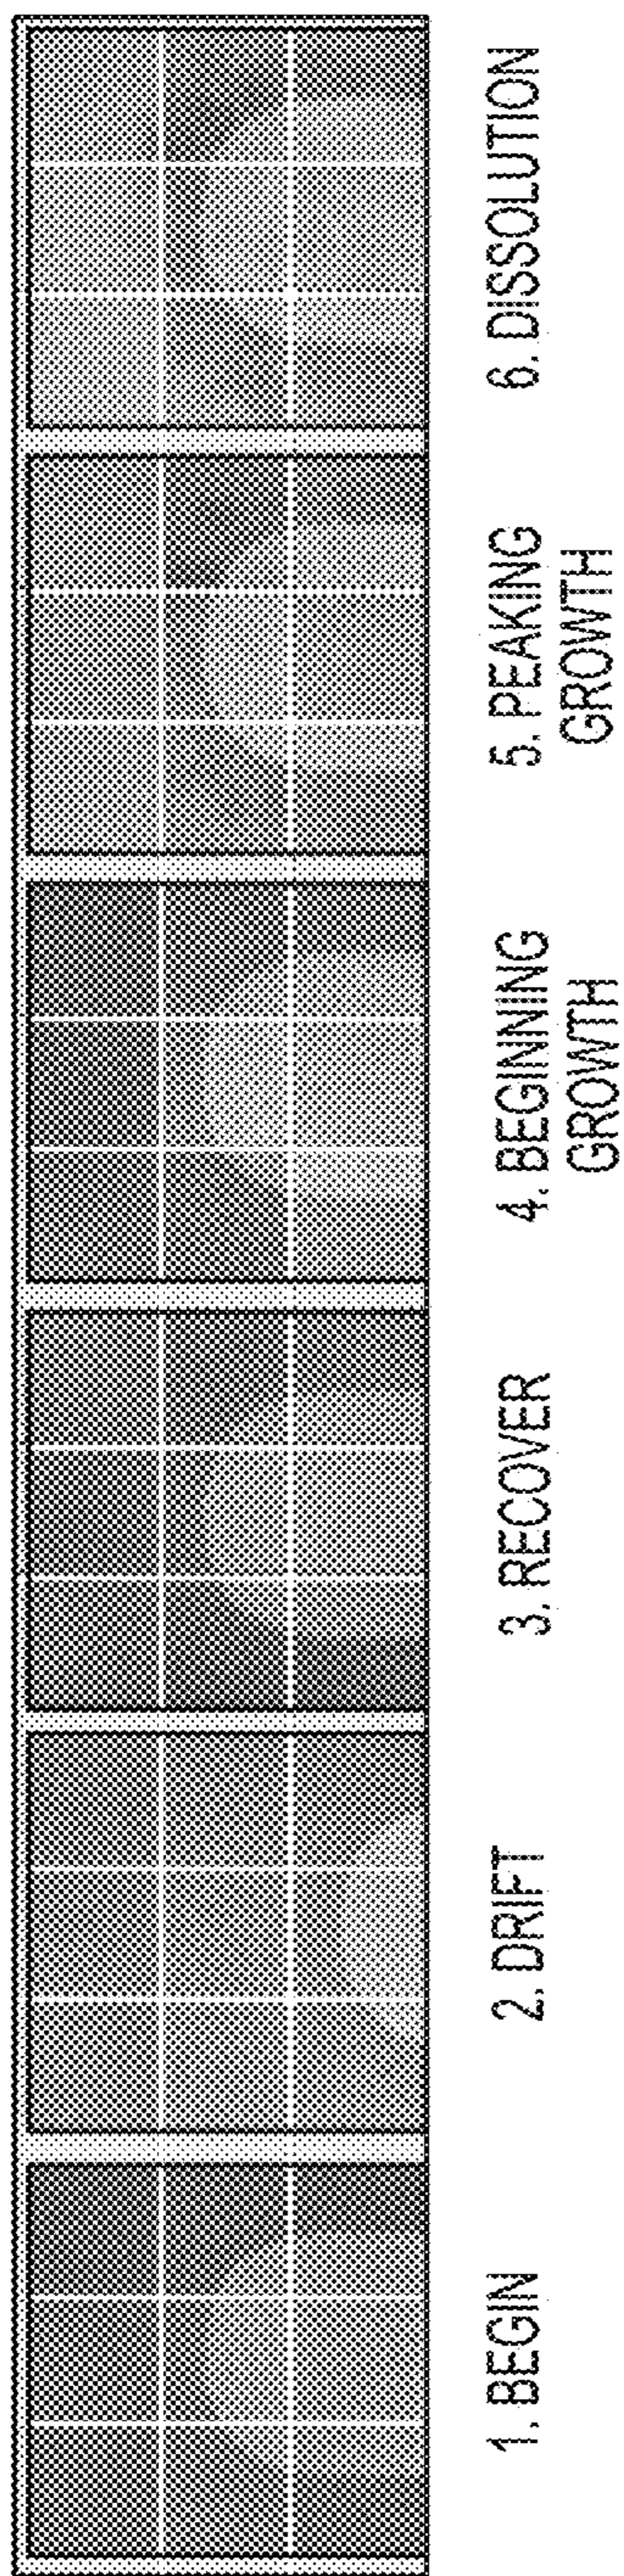 1. BEGIN
2. DRIFT
3. RECOVER
4. BEGINNING
GROWTH
5. PEAKING
GROWTH
6. DISSOLUTION